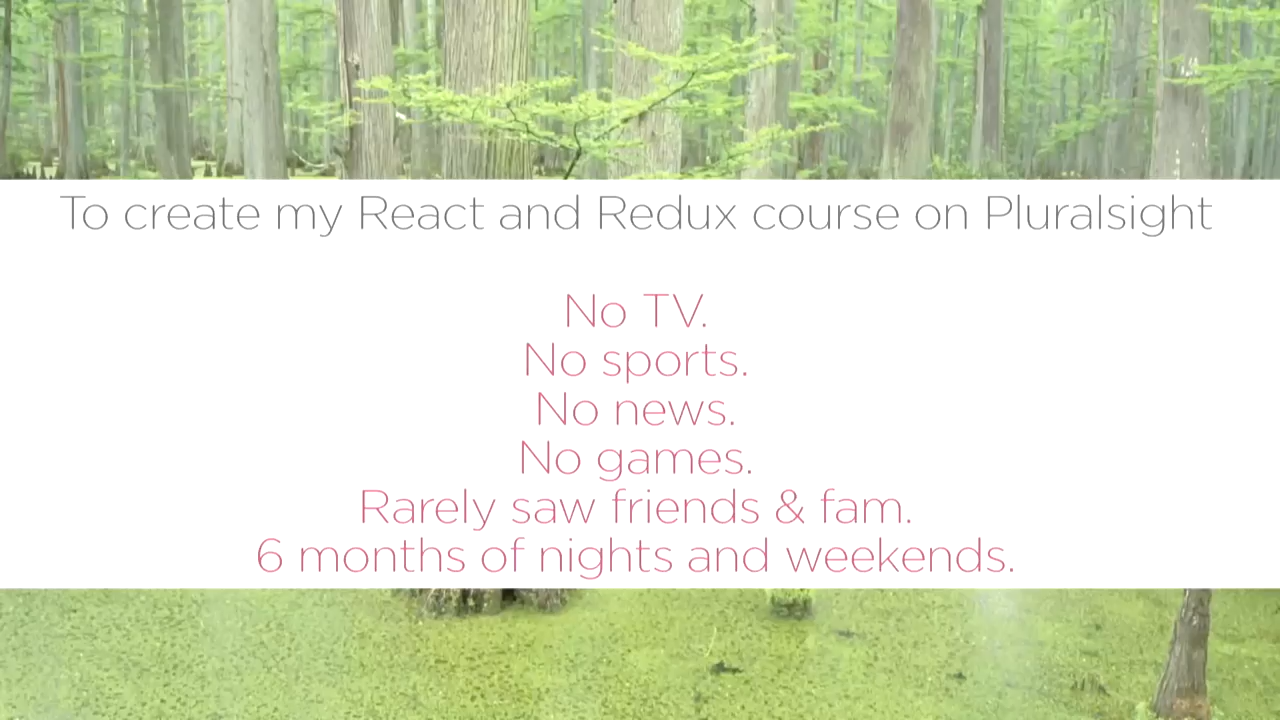 To create my React and Redux course on Pluralsight
No TV.
No sports.
No news.
No games.
Rarely saw friends & fam.
6 months of nights and weekends.